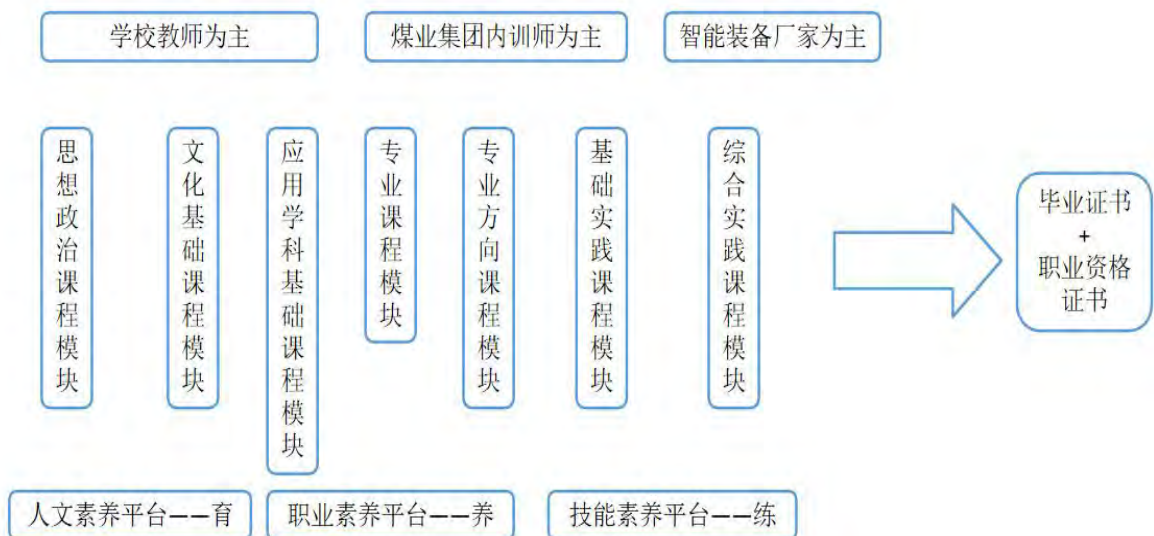 学校教师为主
煤业集团内训师为主
智能装备厂家为主
思想政治课程模块
文化基础课程模块
应用学科基础课程模块
专业课程模块
专业方向课程模块
基础实践课程模块
综合实践课程模块
毕业证书
+
职业资格
证书
人文素养平台——育
职业素养平台——养
技能素养平台——练